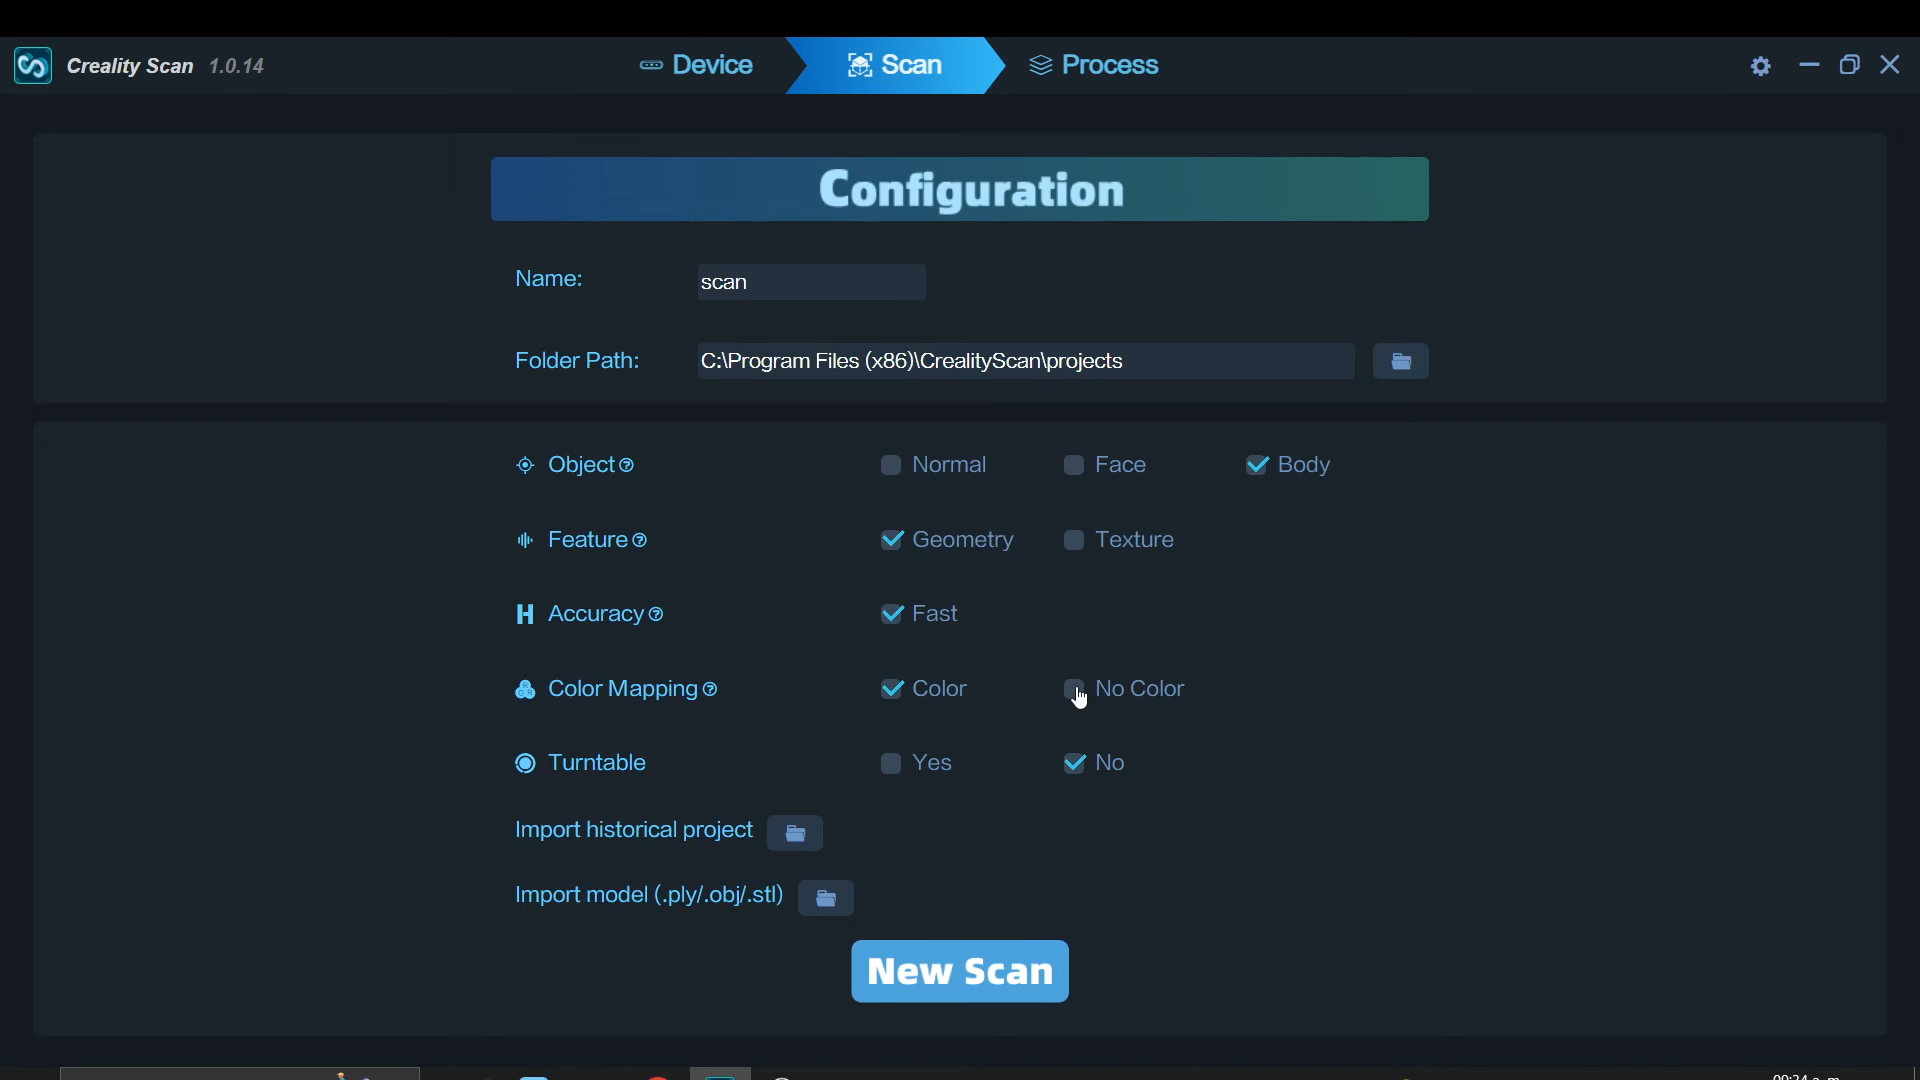 Creality Scan 1.0.14
Device Scan Process
Configuration
Name: scan
Folder Path: C:\Program Files (x86)\CrealityScan\projects
Object Normal Face Body
Feature Geometry Texture
Accuracy Fast
Color Mapping Color No Color
Turntable Yes No
Import historical project
Import model (.ply/.obj/.stl)
New Scan